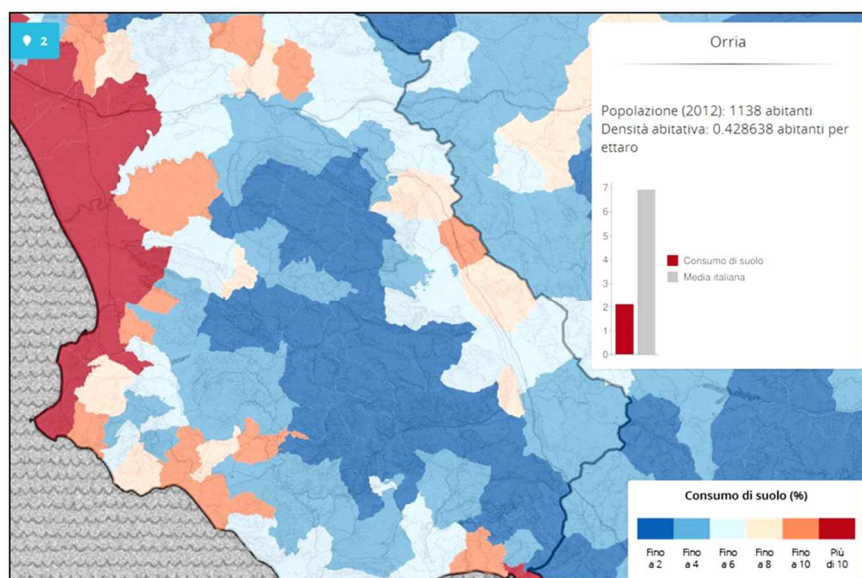 2
Orria
Popolazione (2012): 1138 abitanti
Densità abitativa: 0.428638 abitanti per
ettaro
7
6
5
4
3
2
1
0
Consumo di suolo
Media italiana
Consumo di suolo (%)
Fino Fino Fino Fino Fino Più
a 2 a 4 a 6 a 8 a 10 di 10